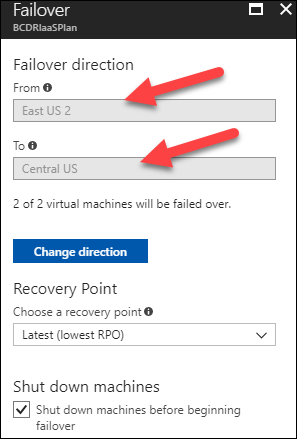 Failover
BCDRIaaSPlan
Failover direction
From
East US 2
To
Central US
2 of 2 virtual machines will be failed over.
Change direction
Recovery Point
Choose a recovery point
Latest (lowest RPO)
Shut down machines
Shut down machines before beginning
failover